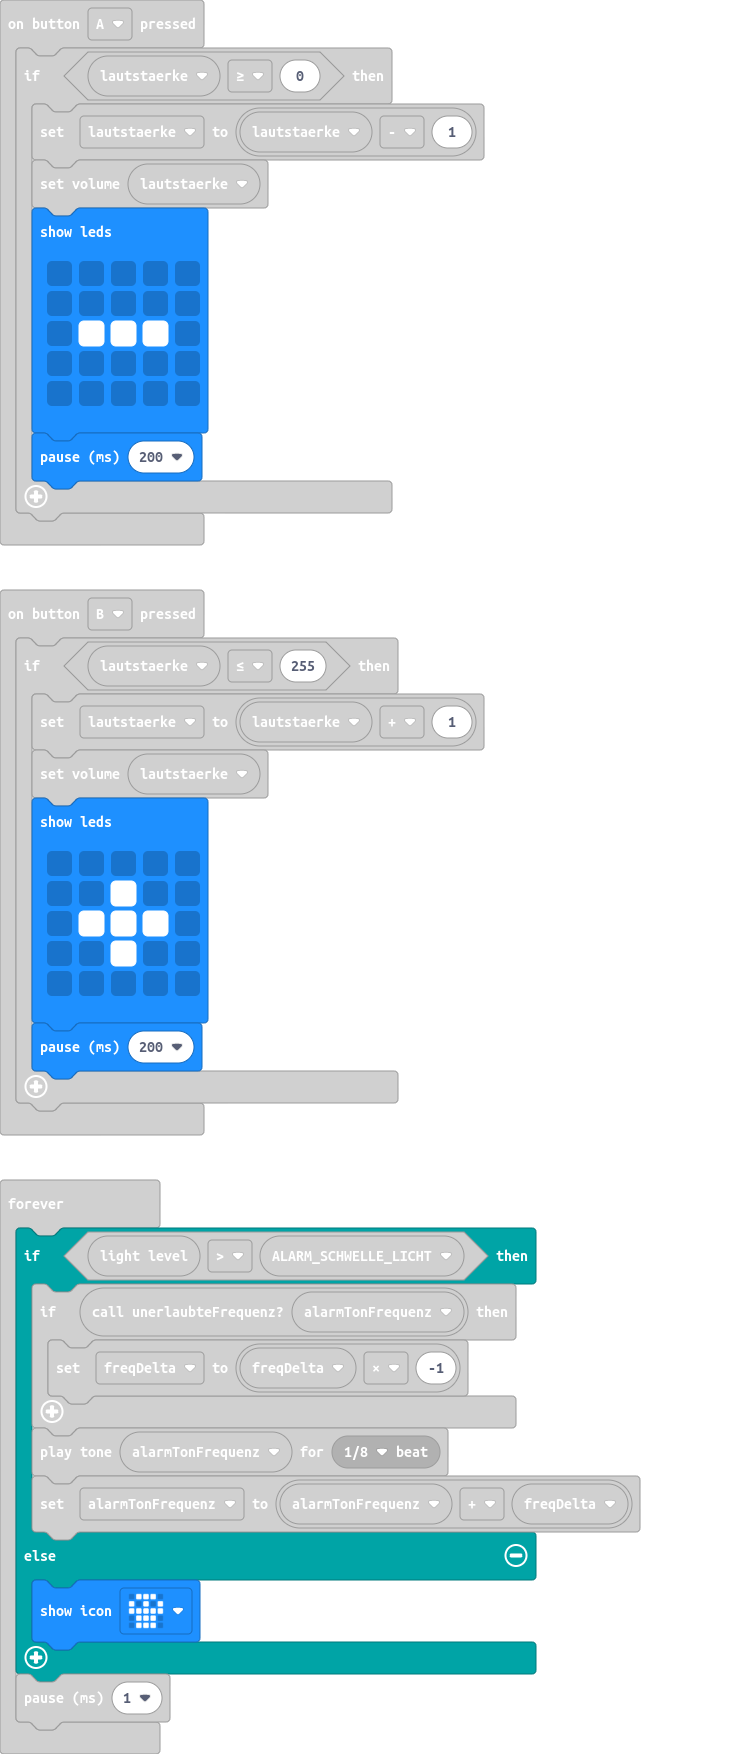 on button A pressed
if lautstaerke ≥ 0 then
set lautstaerke to lautstaerke - 1
set volume lautstaerke
show leds
pause (ms) 200
on button B pressed
if lautstaerke ≤ 255 then
set lautstaerke to lautstaerke + 1
set volume lautstaerke
show leds
pause (ms) 200
forever
if light level > ALARM_SCHWELLE_LICHT then
if call unerlaubteFrequenz? alarmTonFrequenz then
set freqDelta to freqDelta × -1
play tone alarmTonFrequenz for 1/8 beat
set alarmTonFrequenz to alarmTonFrequenz + freqDelta
else
show icon
pause (ms) 1